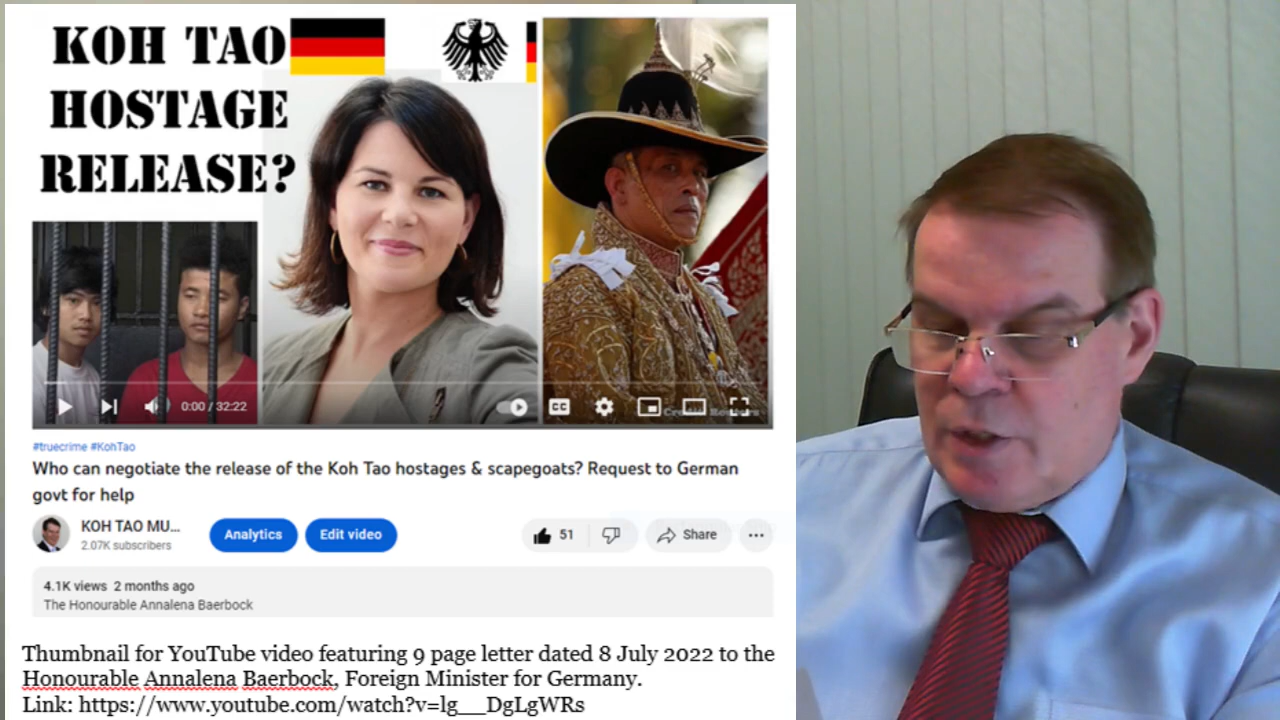 KOH TAO
HOSTAGE
RELEASE?
0:00 / 32:22
CC
#truecrime #KohTao
Who can negotiate the release of the Koh Tao hostages & scapegoats? Request to German
govt for help
KOH TAO MU...
2.07K subscribers
Analytics
Edit video
51
Share
4.1K views 2 months ago
The Honourable Annalena Baerbock
Thumbnail for YouTube video featuring 9 page letter dated 8 July 2022 to the
Honourable Annalena Baerbock, Foreign Minister for Germany.
Link: https://www.youtube.com/watch?v=lg__DgLgWRs